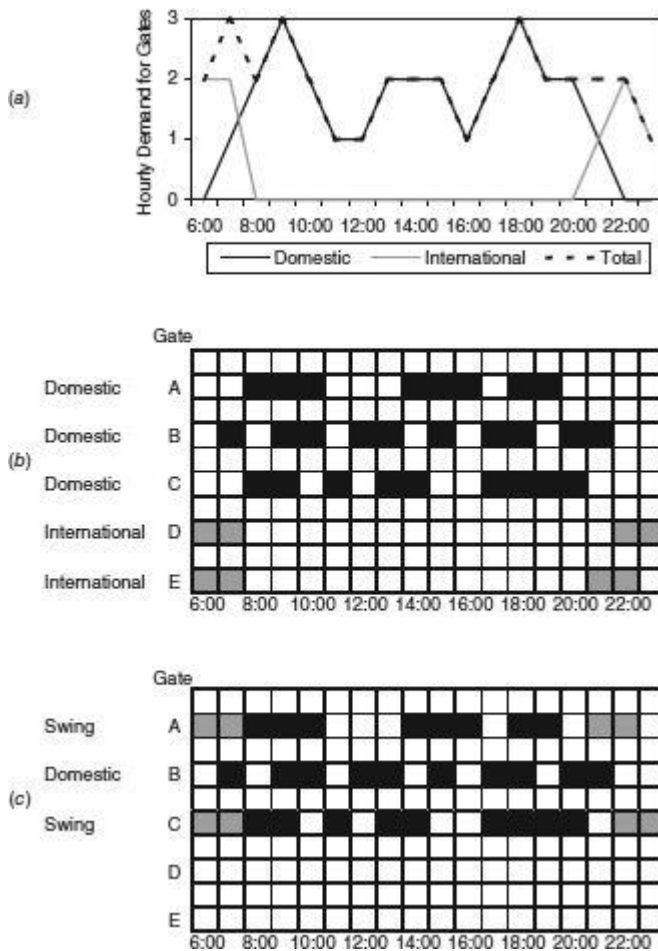 (a)
Hourly Demand for Gates
3
2
1
0
6:00 8:00 10:00 12:00 14:00 16:00 18:00 20:00 22:00
Domestic International Total
(b)
Gate
Domestic A
Domestic B
Domestic C
International D
International E
6:00 8:00 10:00 12:00 14:00 16:00 18:00 20:00 22:00
(c)
Gate
Swing A
Domestic B
Swing C
D
E
6:00 8:00 10:00 12:00 14:00 16:00 18:00 20:00 22:00